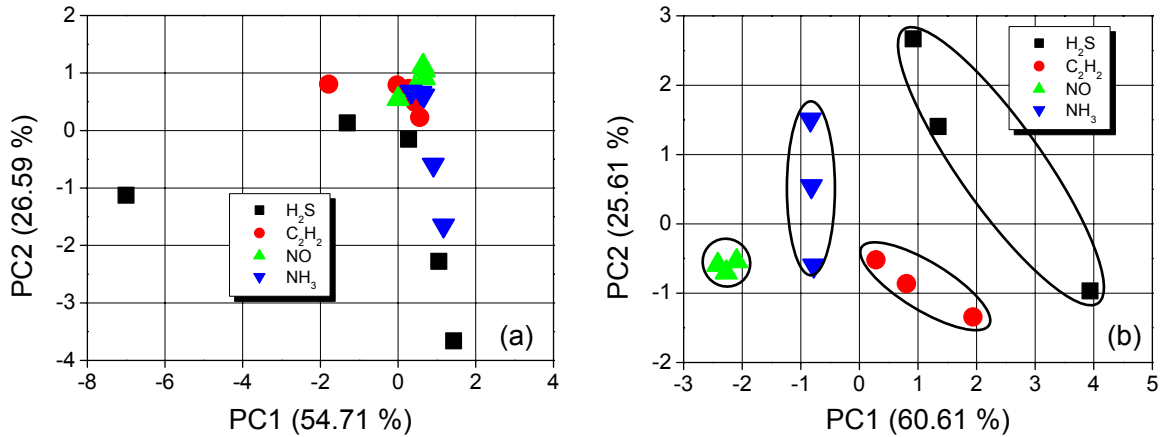 PC2 (26.59 %)
2
1
0
-1
-2
-3
-4
H₂S
C₂H₂
NO
NH₃
(a)
-8 -6 -4 -2 0 2 4
PC1 (54.71 %)
PC2 (25.61 %)
3
2
1
0
-1
-2
H₂S
C₂H₂
NO
NH₃
(b)
-3 -2 -1 0 1 2 3 4 5
PC1 (60.61 %)